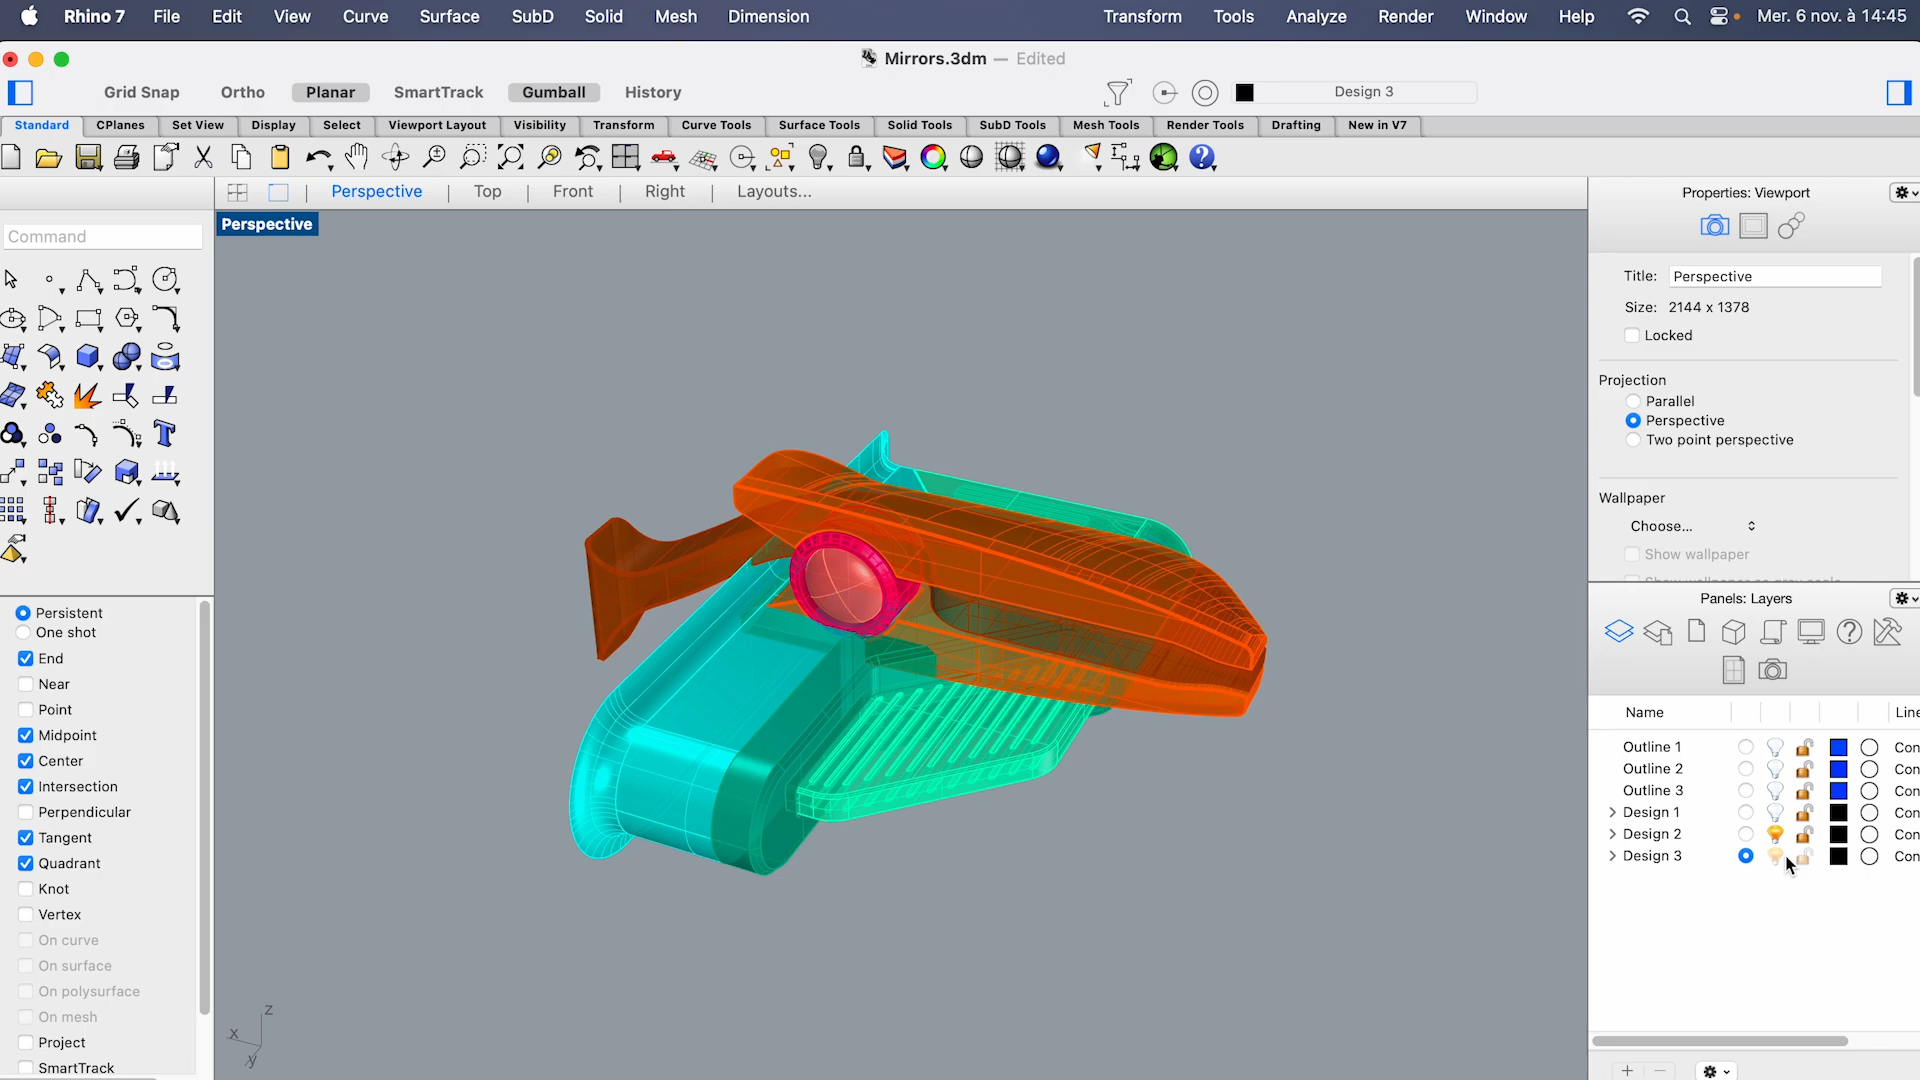 Rhino 7 File Edit View Curve Surface SubD Solid Mesh Dimension Transform Tools Analyze Render Window Help Mer. 6 nov. à 14:45
Mirrors.3dm — Edited
Grid Snap Ortho Planar SmartTrack Gumball History Design 3
Standard CPlanes Set View Display Select Viewport Layout Visibility Transform Curve Tools Surface Tools Solid Tools SubD Tools Mesh Tools Render Tools Drafting New in V7
Perspective | Top | Front | Right | Layouts...
Perspective
Command
Persistent
One shot
End
Near
Point
Midpoint
Center
Intersection
Perpendicular
Tangent
Quadrant
Knot
Vertex
On curve
On surface
On polysurface
On mesh
Project
SmartTrack
z
x
y
Properties: Viewport
Title: Perspective
Size: 2144 x 1378
Locked
Projection
Parallel
Perspective
Two point perspective
Wallpaper
Choose...
Show wallpaper
Panels: Layers
Name Line
Outline 1 Con
Outline 2 Con
Outline 3 Con
Design 1 Con
Design 2 Con
Design 3 Con